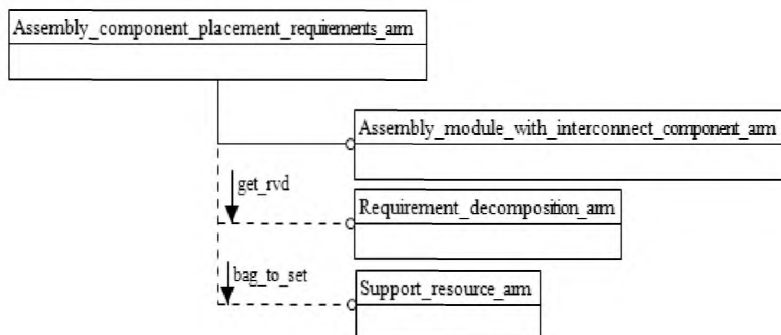 Assembly_component_placement_requirements_arm
Assembly_module_with_interconnect_component_arm
get_rvd
Requirement_decomposition_arm
bag_to_set
Support_resource_arm